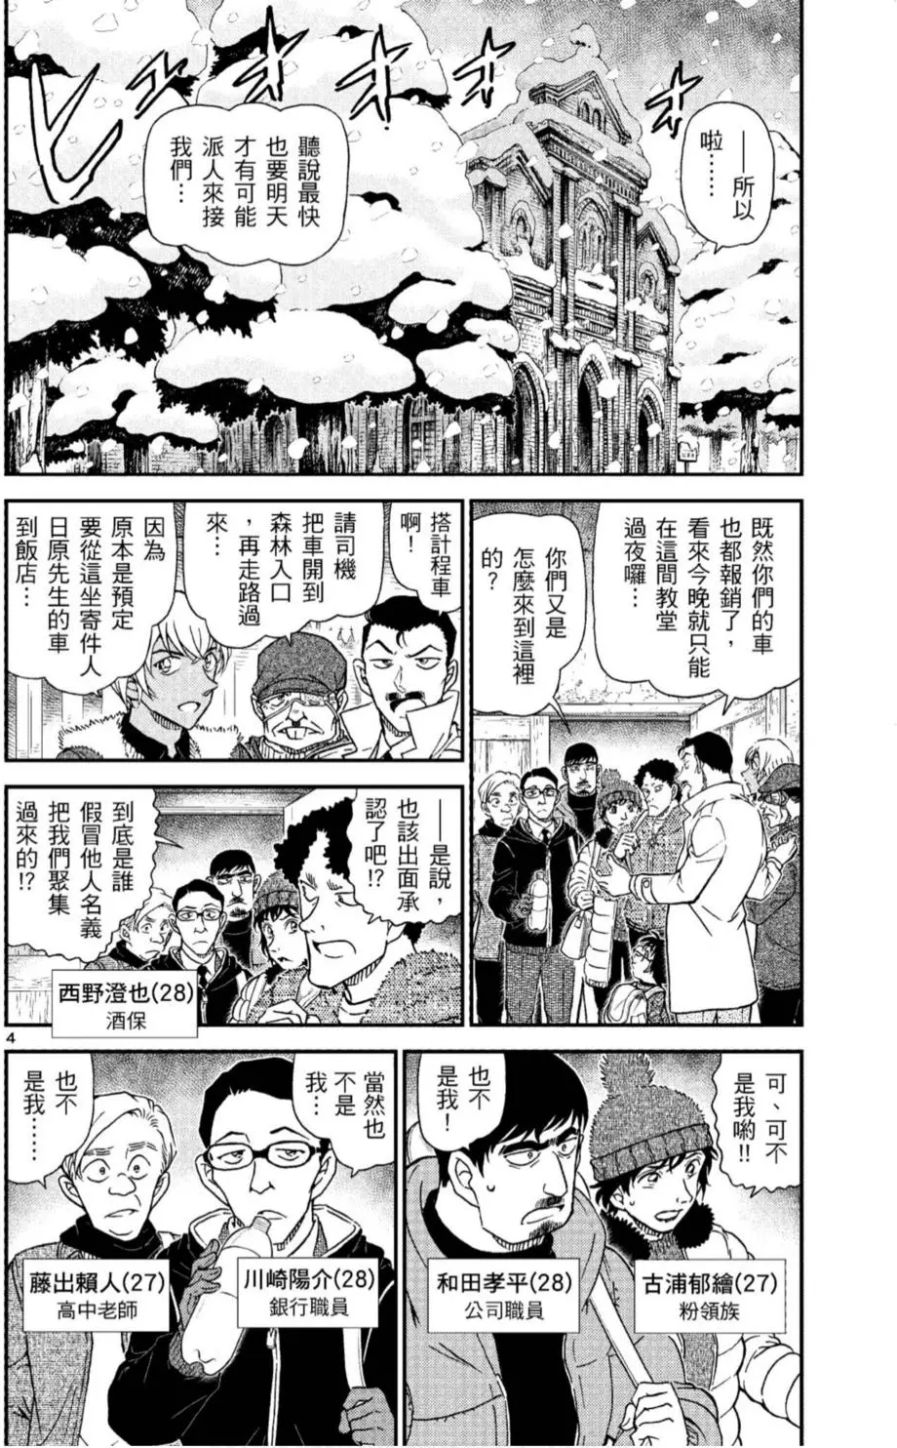 ——所以
啦……
聽說最快
也要明天
才有可能
派人來接
我們…
ヒュオオオオオ
既然你們的車
也都報銷了，
看來今晚就只能
在這間教堂
過夜囉…
你們又是
怎麼來到這裡
的？
搭計程車
啊！
請司機
把車開到
森林入口
，再走路過
來…
因為
原本是預定
要從這坐寄件人
日原先生的車
到飯店…
——是說，
也該出面承
認了吧!?
到底是誰
假冒他人名義
把我們聚集
過來的!?
西野澄也(28)
酒保
4
可、可不
是我喲!!
古浦郁繪(27)
粉領族
也不
是我！
和田孝平(28)
公司職員
當然也
不是
我…
川崎陽介(28)
銀行職員
也不
是我……
藤出賴人(27)
高中老師